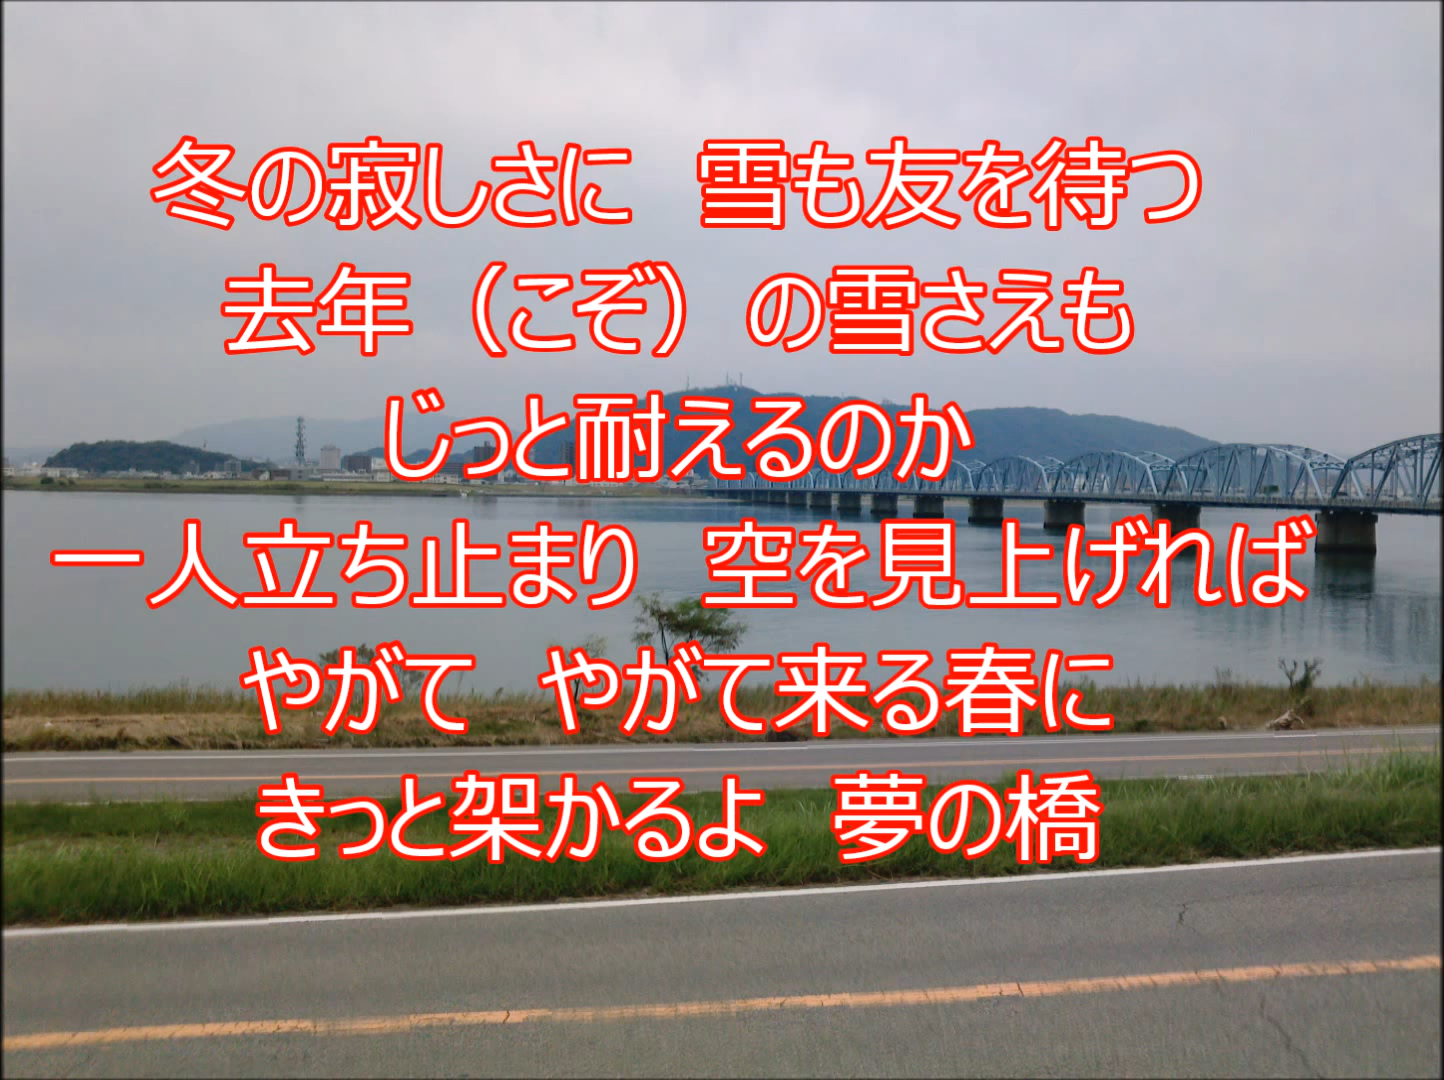 冬の寂しさに　雪も友を待つ
去年（こぞ）の雪さえも
じっと耐えるのか
一人立ち止まり　空を見上げれば
やがて　やがて来る春に
きっと架かるよ　夢の橋